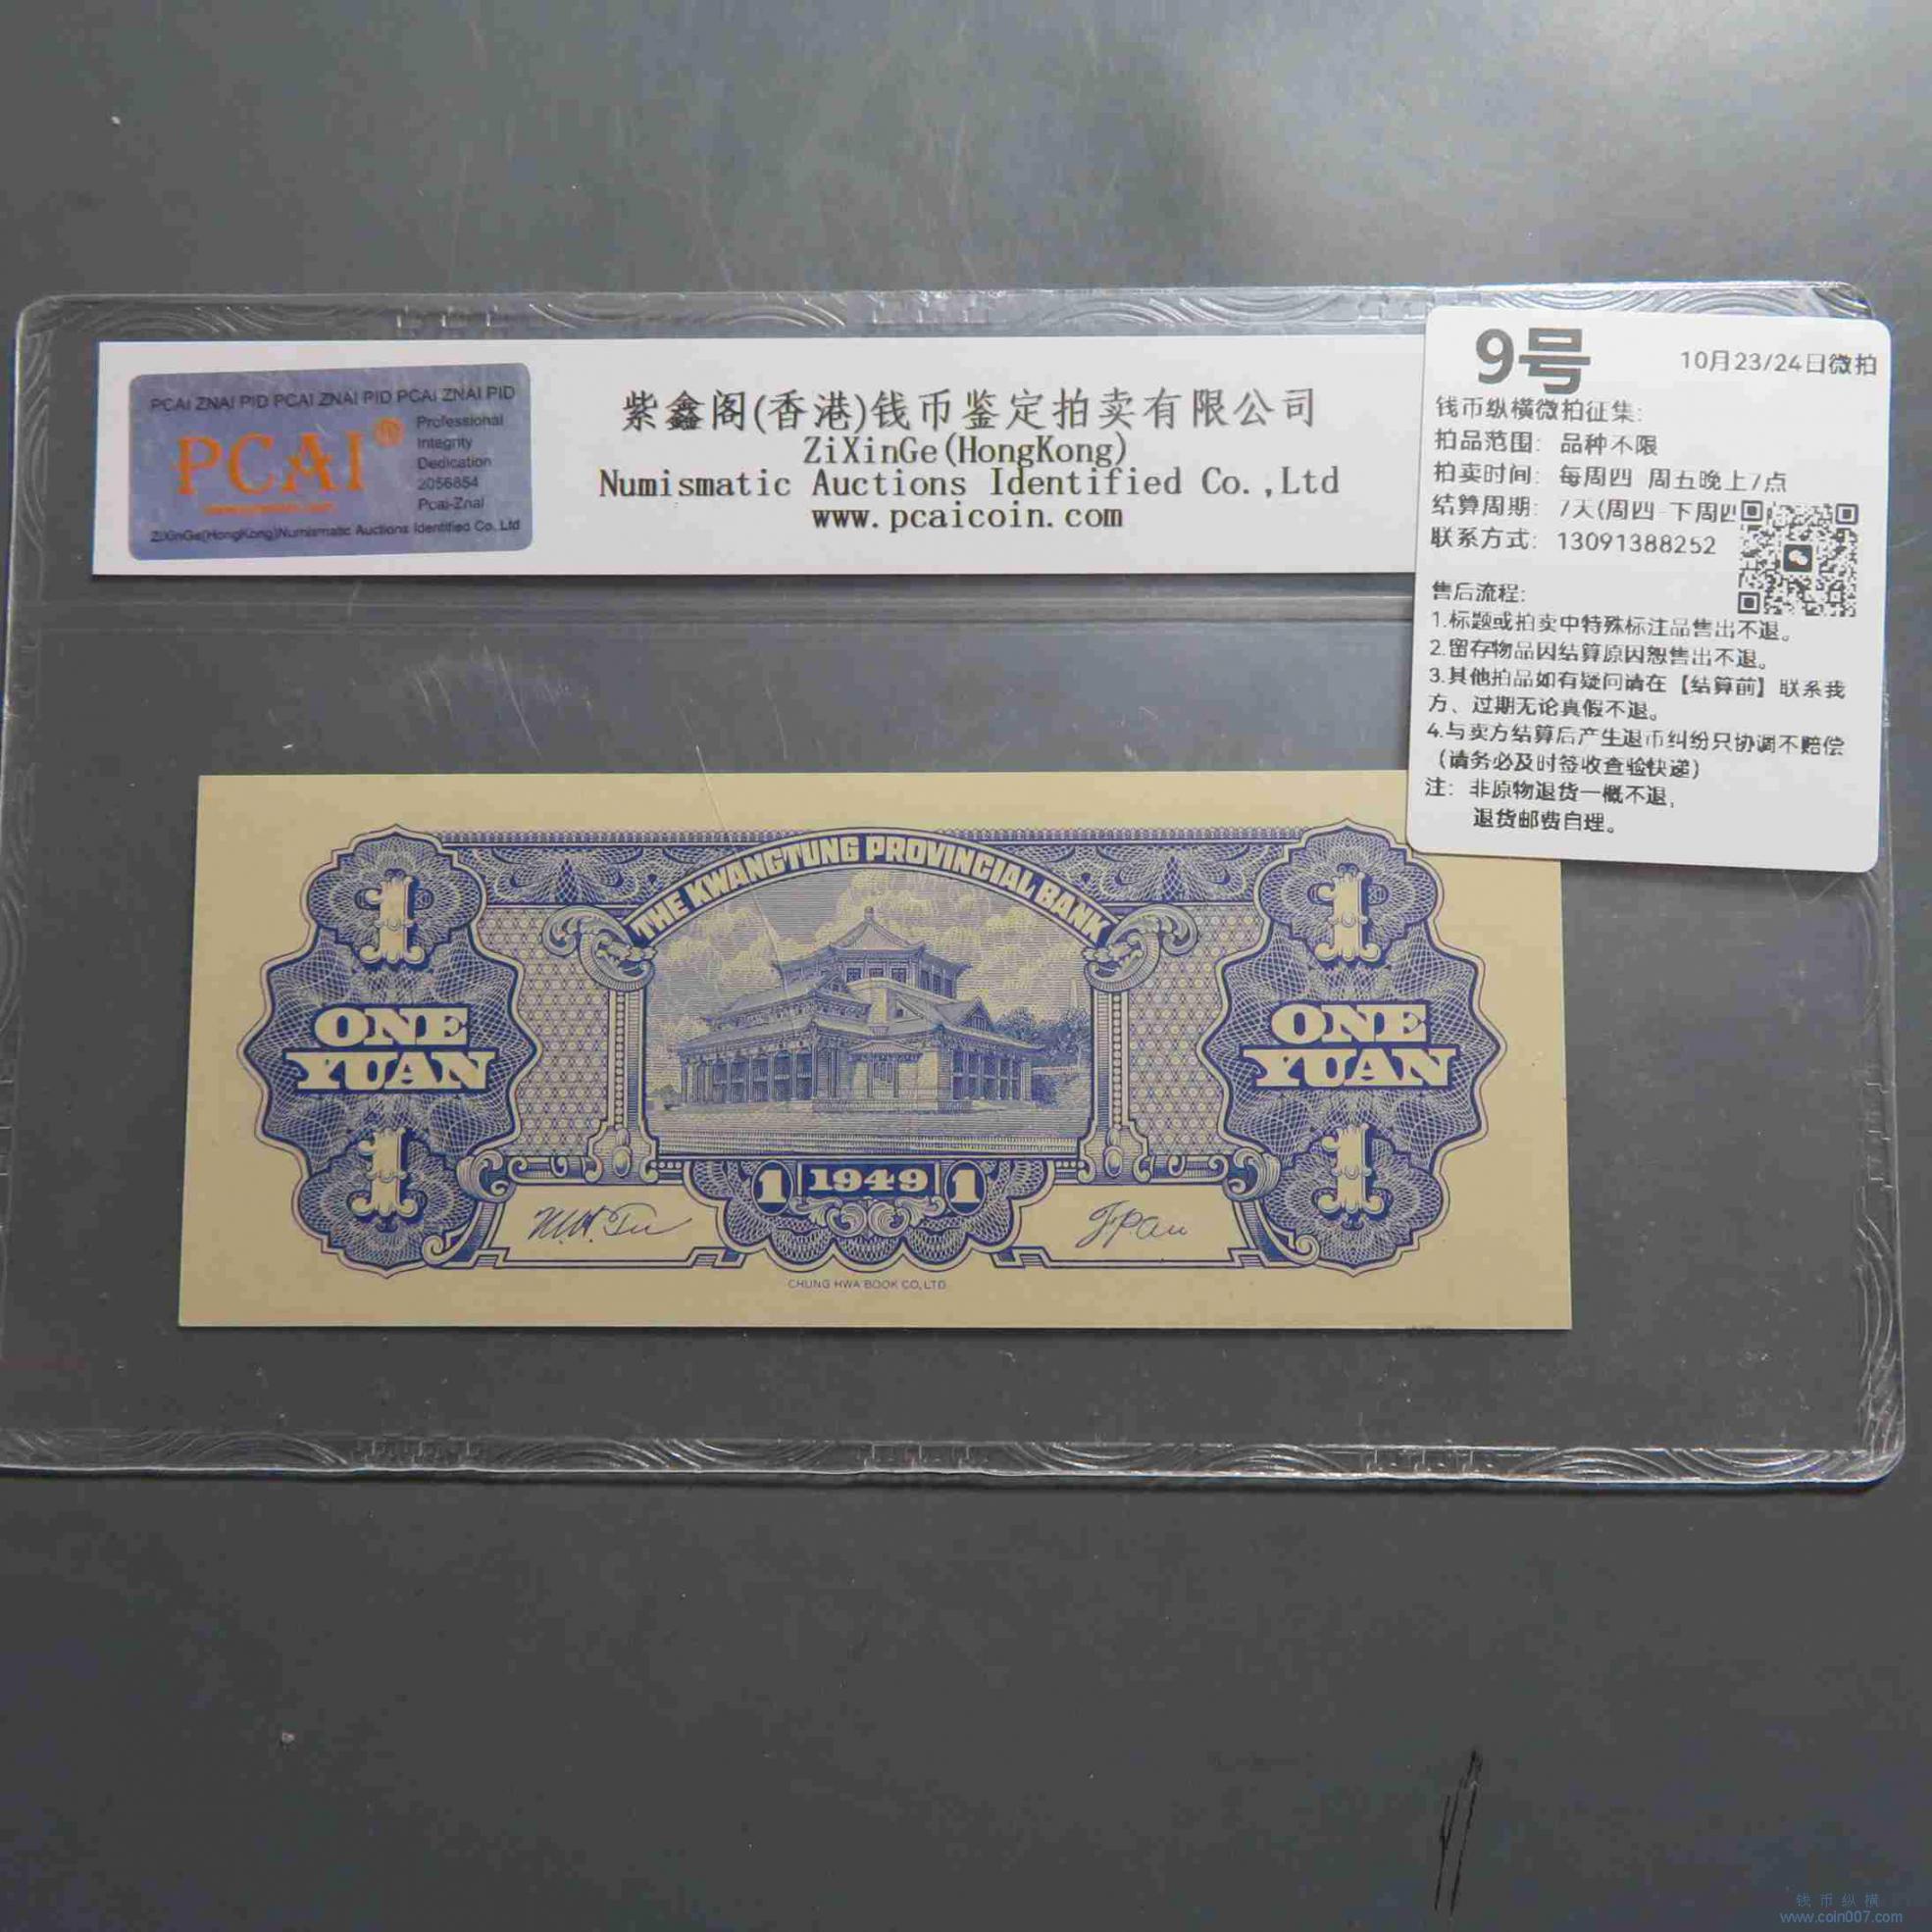 PCAI ZNAI PID PCAI ZNAI PID PCAI ZNAI PID
PCAI®
Professional
Integrity
Dedication
2056854
Pcai-Znai
ZiXinGe(HongKong)Numismatic Auctions Identified Co. Ltd
紫鑫阁(香港)钱币鉴定拍卖有限公司
ZiXinGe(HongKong)
Numismatic Auctions Identified Co.,Ltd
www.pcaicoin.com
9号
10月23/24日微拍
钱币纵横微拍征集:
拍品范围: 品种不限
拍卖时间: 每周四 周五晚上7点
结算周期: 7天(周四-下周四
联系方式: 13091388252
售后流程:
1.标题或拍卖中特殊标注品售出不退。
2.留存物品因结算原因恕售出不退。
3.其他拍品如有疑问请在【结算前】联系我
方、过期无论真假不退。
4.与卖方结算后产生退币纠纷只协调不赔偿
(请务必及时签收查验快递)
注: 非原物退货一概不退,
退货邮费自理。
THE KWANGTUNG PROVINCIAL BANK
1
ONE
YUAN
1
1
ONE
YUAN
1
1 1949 1
CHUNG HWA BOOK CO., LTD
钱币纵横
www.coin007.com